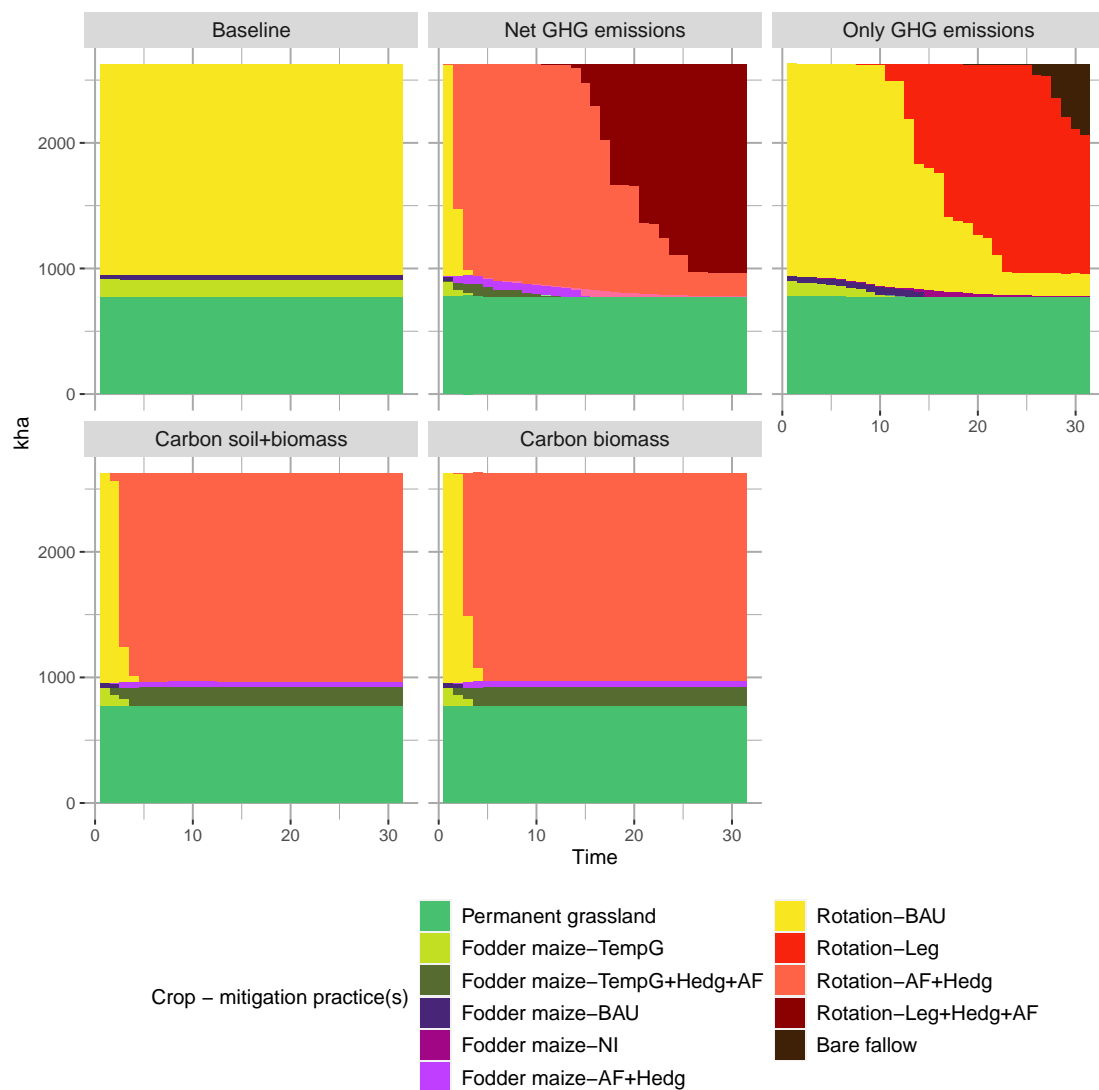 Baseline
Net GHG emissions
Only GHG emissions
2000
1000
0
0
10
20
30
kha
Carbon soil+biomass
Carbon biomass
2000
1000
0
0
10
20
30
0
10
20
30
Time
Crop − mitigation practice(s)
Permanent grassland
Fodder maize−TempG
Fodder maize−TempG+Hedg+AF
Fodder maize−BAU
Fodder maize−NI
Fodder maize−AF+Hedg
Rotation−BAU
Rotation−Leg
Rotation−AF+Hedg
Rotation−Leg+Hedg+AF
Bare fallow